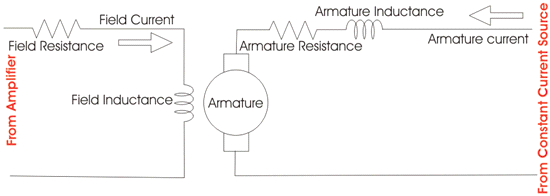 Field Current
Field Resistance
Field Inductance
From Amplifier
Armature Inductance
Armature Resistance
Armature current
Armature
From Constant Current Source